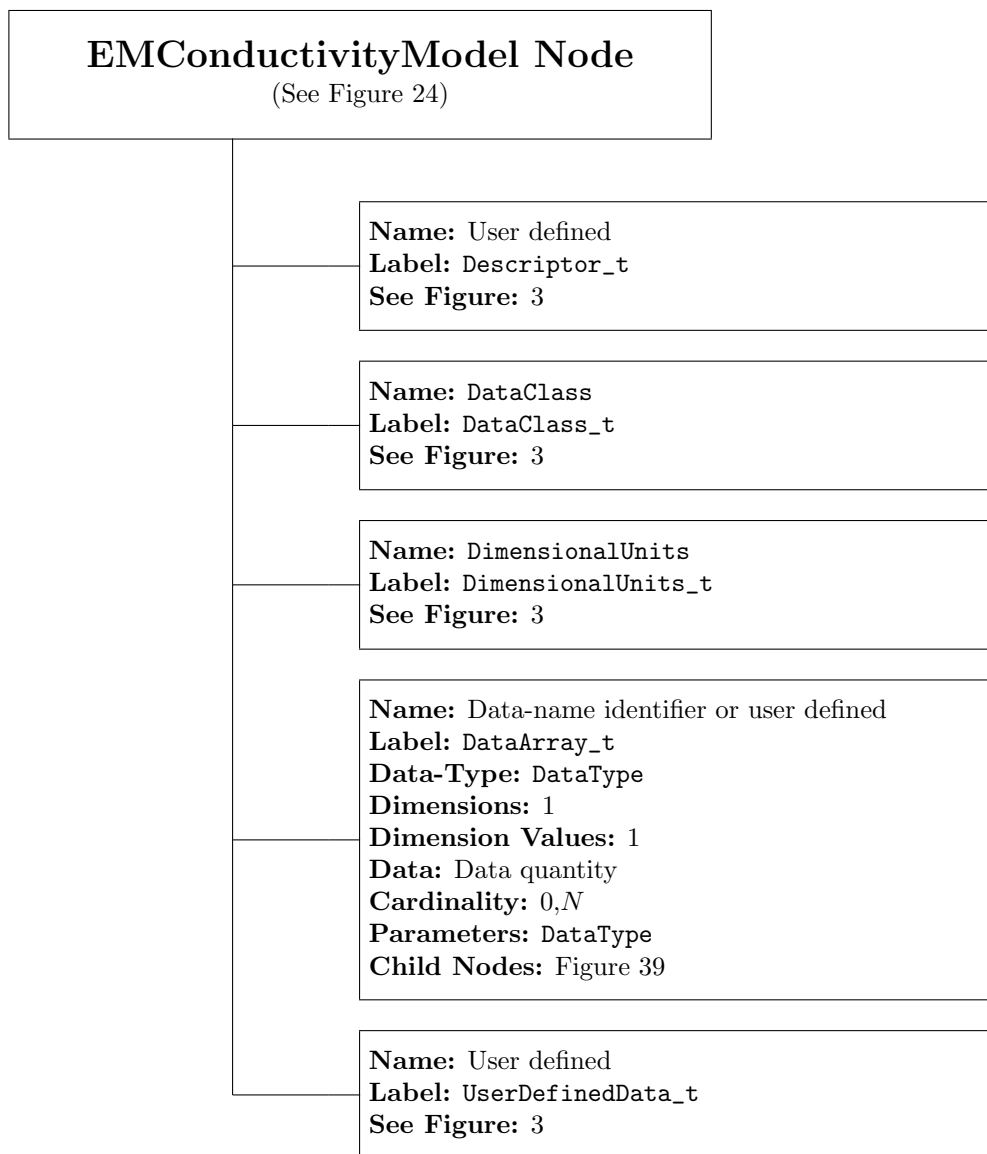 EMConductivityModel Node
(See Figure 24)
Name: User defined
Label: Descriptor_t
See Figure: 3
Name: DataClass
Label: DataClass_t
See Figure: 3
Name: DimensionalUnits
Label: DimensionalUnits_t
See Figure: 3
Name: Data-name identifier or user defined
Label: DataArray_t
Data-Type: DataType
Dimensions: 1
Dimension Values: 1
Data: Data quantity
Cardinality: 0,N
Parameters: DataType
Child Nodes: Figure 39
Name: User defined
Label: UserDefinedData_t
See Figure: 3